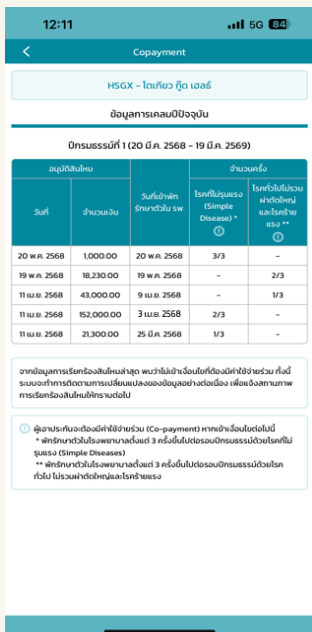 12:11
5G 84
Copayment
HSGX - โตเกียว กู๊ด เฮลธ์
ข้อมูลการเคลมปีปัจจุบัน
ปีกรมธรรม์ที่ 1 (20 มี.ค. 2568 - 19 มี.ค. 2569)
อนุมัติสินไหม จำนวนครั้ง
วันที่ จำนวนเงิน วันที่เข้าพักรักษาตัวใน รพ. โรคที่ไม่รุนแรง (Simple Disease) * โรคทั่วไปไม่รวมผ่าตัดใหญ่และโรคร้ายแรง **
20 พ.ค. 2568 1,000.00 20 พ.ค. 2568 3/3 -
19 พ.ค. 2568 18,230.00 19 พ.ค. 2568 - 2/3
11 เม.ย. 2568 43,000.00 9 เม.ย. 2568 - 1/3
11 เม.ย. 2568 152,000.00 3 เม.ย. 2568 2/3 -
11 เม.ย. 2568 21,300.00 25 มี.ค. 2568 1/3 -
จากข้อมูลการเรียกร้องสินไหมล่าสุด พบว่าไม่เข้าเงื่อนไขที่ต้องมีค่าใช้จ่ายร่วม ทั้งนี้
ระบบจะทำการติดตามการเปลี่ยนแปลงของข้อมูลอย่างต่อเนื่อง เพื่อแจ้งสถานภาพ
การเรียกร้องสินไหมให้ทราบต่อไป
ผู้เอาประกันจะต้องมีค่าใช้จ่ายร่วม (Co-payment) หากเข้าเงื่อนไขต่อไปนี้
* พักรักษาตัวในโรงพยาบาลตั้งแต่ 3 ครั้งขึ้นไปต่อรอบปีกรมธรรม์ด้วยโรคที่ไม่
รุนแรง (Simple Diseases)
** พักรักษาตัวในโรงพยาบาลตั้งแต่ 3 ครั้งขึ้นไปต่อรอบปีกรมธรรม์ด้วยโรค
ทั่วไป ไม่รวมผ่าตัดใหญ่และโรคร้ายแรง